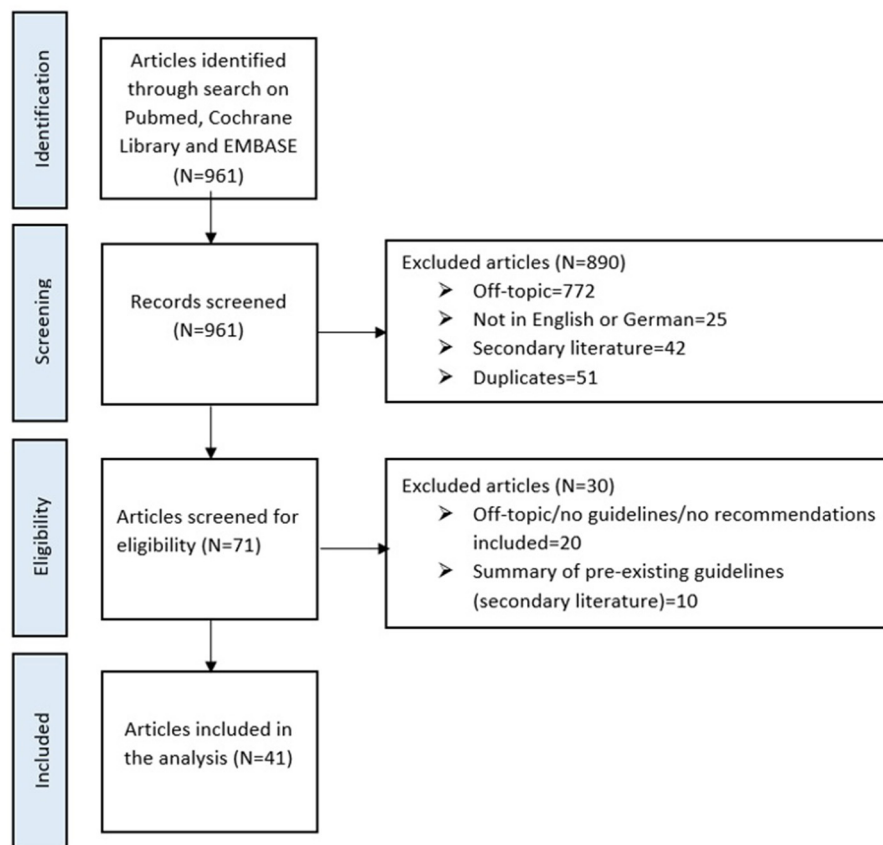 Identification
Articles identified
through search on
Pubmed, Cochrane
Library and EMBASE
(N=961)
Screening
Records screened
(N=961)
Excluded articles (N=890)
➢ Off-topic=772
➢ Not in English or German=25
➢ Secondary literature=42
➢ Duplicates=51
Eligibility
Articles screened for
eligibility (N=71)
Excluded articles (N=30)
➢ Off-topic/no guidelines/no recommendations
included=20
➢ Summary of pre-existing guidelines
(secondary literature)=10
Included
Articles included in
the analysis (N=41)